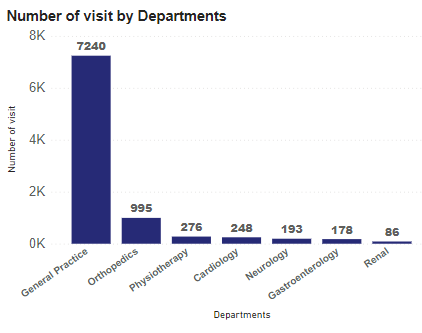 Number of visit by Departments
8K
6K
4K
2K
0K
Number of visit
7240
995
276
248
193
178
86
General Practice
Orthopedics
Physiotherapy
Cardiology
Neurology
Gastroenterology
Renal
Departments